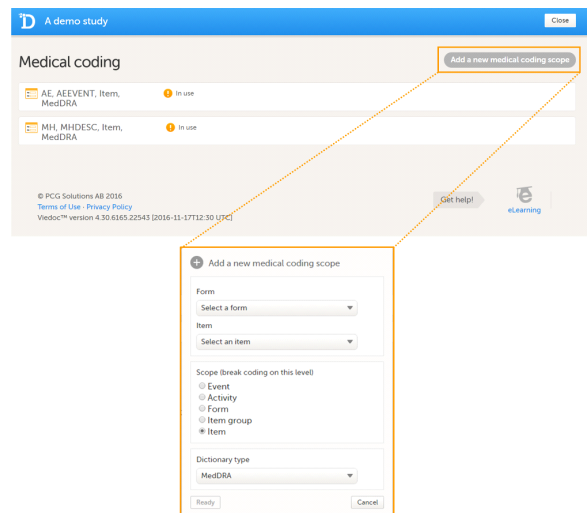 A demo study
Close
Medical coding
Add a new medical coding scope
AE, AEEVENT, Item,
MedDRA
In use
MH, MHDESC, Item,
MedDRA
In use
© PCG Solutions AB 2016
Terms of Use - Privacy Policy
Viedoc™ version 4.30.6165.22543 [2016-11-17T12:30 UTC]
Get help!
eLearning
Add a new medical coding scope
Form
Select a form
Item
Select an item
Scope (break coding on this level)
Event
Activity
Form
Item group
Item
Dictionary type
MedDRA
Ready
Cancel